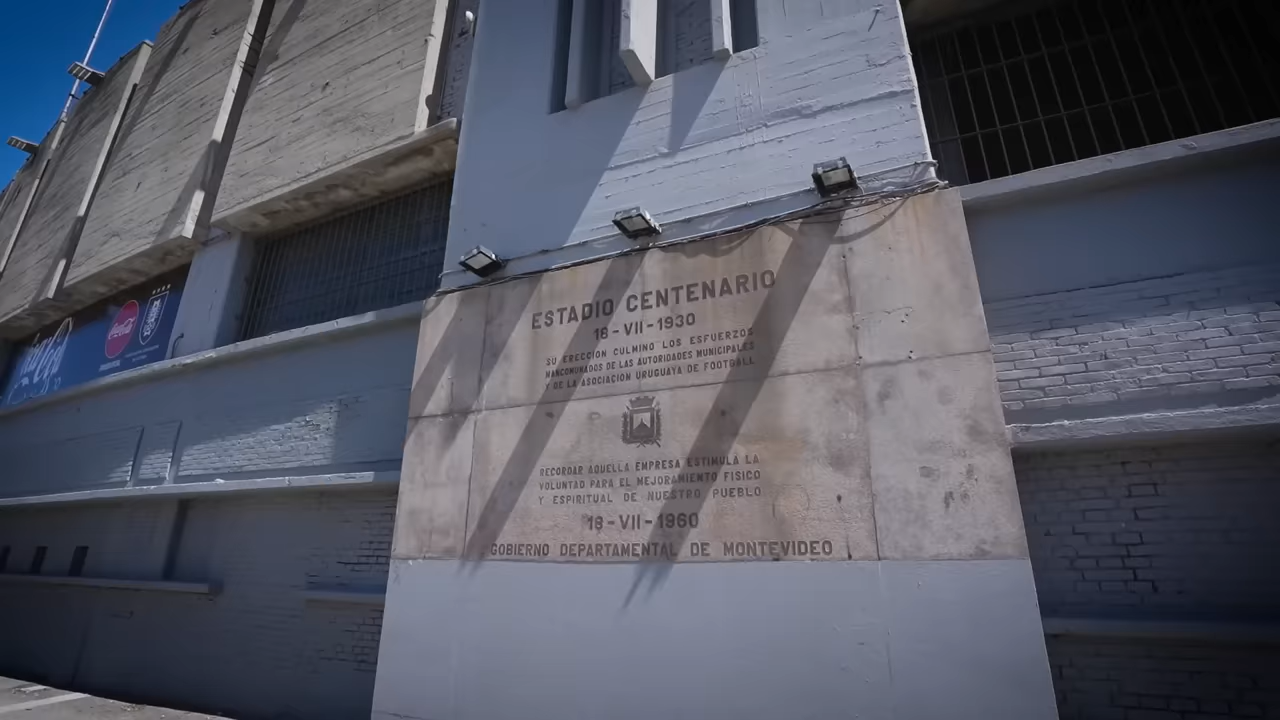 ESTADIO CENTENARIO
18-VII-1930
SU ERECCION CULMINO LOS ESFUERZOS
MANCOMUNADOS DE LAS AUTORIDADES MUNICIPALES
Y DE LA ASOCIACION URUGUAYA DE FOOTBALL
RECORDAR AQUELLA EMPRESA ESTIMULA LA
VOLUNTAD PARA EL MEJORAMIENTO FISICO
Y ESPIRITUAL DE NUESTRO PUEBLO
18-VII-1960
GOBIERNO DEPARTAMENTAL DE MONTEVIDEO
Coca-Cola